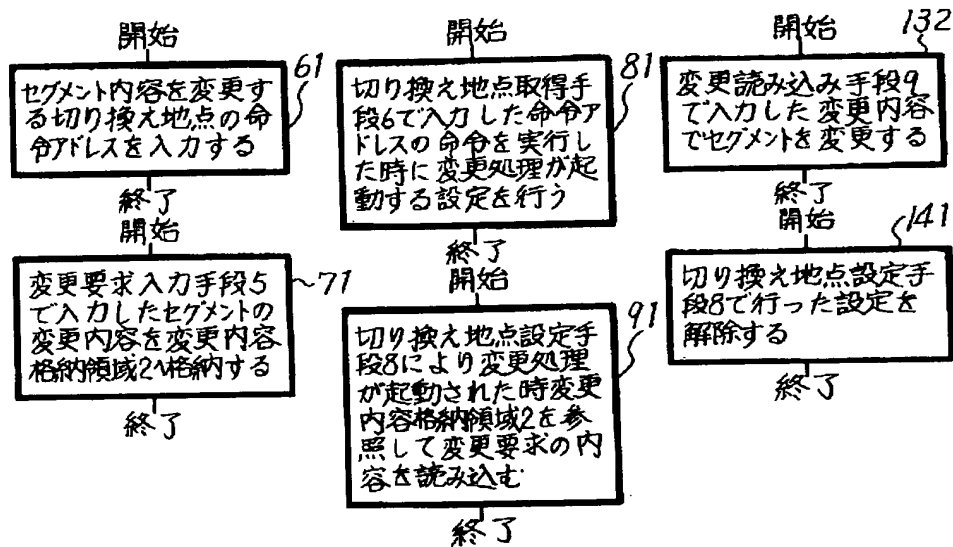 開始
61
セグメント内容を変更す
る切り換え地点の命
令アドレスを入力する
終了
開始
71
変更要求入力手段5
で入力したセグメントの
変更内容を変更内容
格納領域2へ格納する
終了
開始
81
切り換え地点取得手
段6で入力した命令ア
ドレスの命令を実行し
た時に変更処理が起
動する設定を行う
終了
開始
91
切り換え地点設定手
段8により変更処理
が起動された時変更
内容格納領域2を参
照して変更要求の内
容を読み込む
終了
開始
132
変更読み込み手段9
で入力した変更内容
でセグメントを変更する
終了
開始
141
切り換え地点設定手
段8で行った設定を
解除する
終了